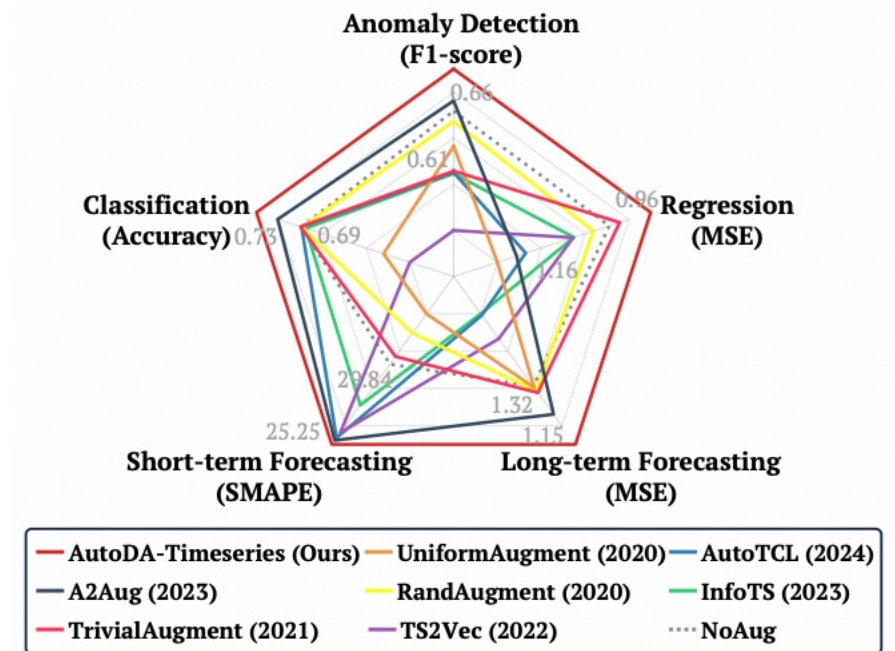 Anomaly Detection
(F1-score)
0.66
0.61
Classification
(Accuracy)
0.73
0.69
0.96
Regression
(MSE)
1.16
29.84
1.32
25.25
1.15
Short-term Forecasting
(SMAPE)
Long-term Forecasting
(MSE)
AutoDA-Timeseries (Ours)
UniformAugment (2020)
AutoTCL (2024)
A2Aug (2023)
RandAugment (2020)
InfoTS (2023)
TrivialAugment (2021)
TS2Vec (2022)
NoAug